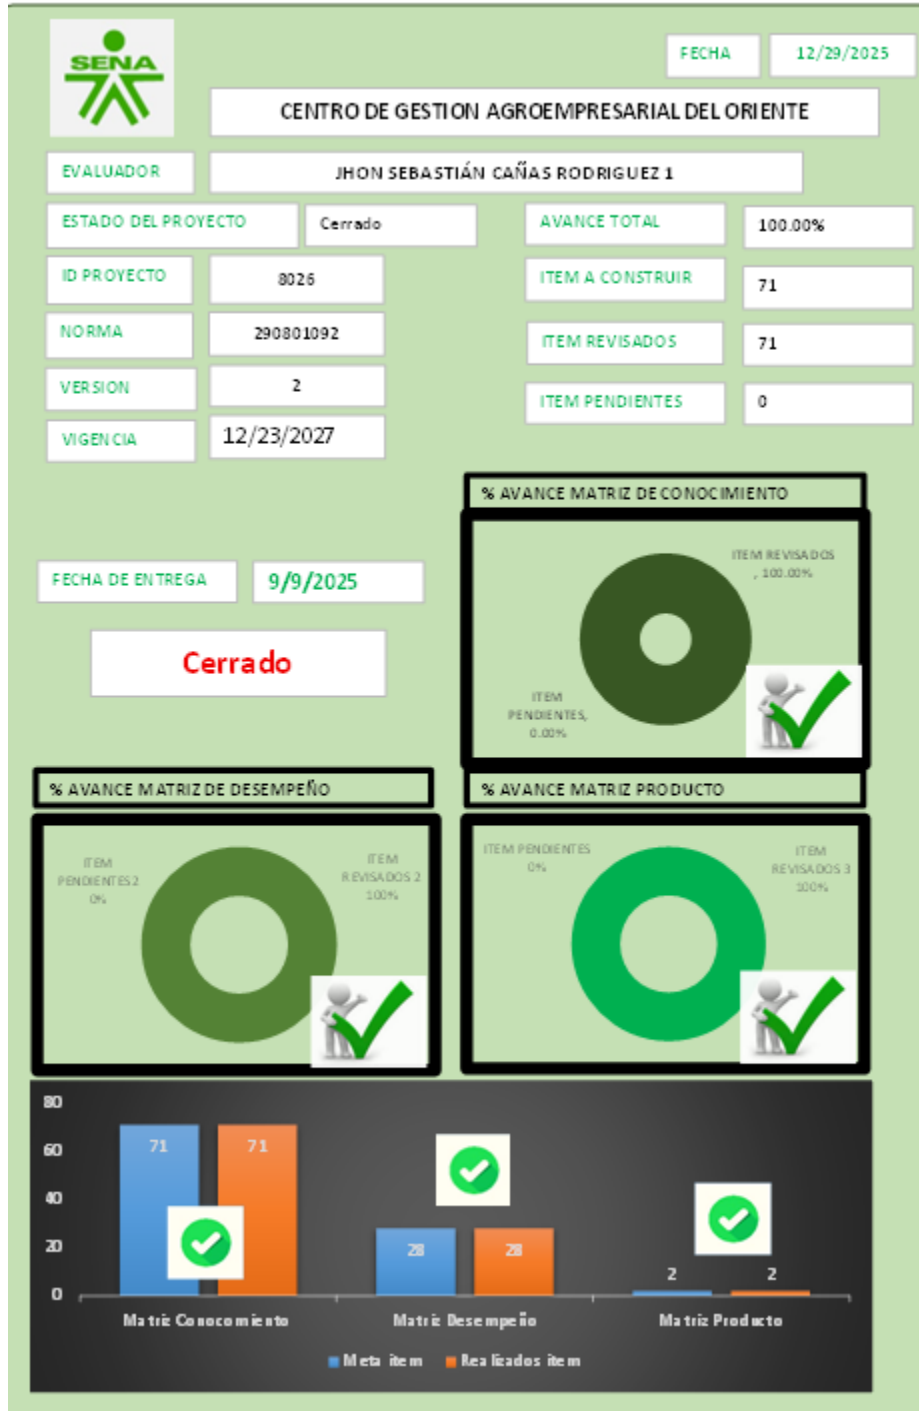 SENA
FECHA
12/29/2025
CENTRO DE GESTION AGROEMPRESARIAL DEL ORIENTE
EVALUADOR
JHON SEBASTIÁN CAÑAS RODRIGUEZ 1
ESTADO DEL PROYECTO
Cerrado
AVANCE TOTAL
100.00%
ID PROYECTO
8026
ITEM A CONSTRUIR
71
NORMA
290801092
ITEM REVISADOS
71
VERSION
2
ITEM PENDIENTES
0
VIGENCIA
12/23/2027
% AVANCE MATRIZ DE CONOCIMIENTO
ITEM REVISADOS
, 100.00%
ITEM
PENDIENTES,
0.00%
FECHA DE ENTREGA
9/9/2025
Cerrado
% AVANCE MATRIZ DE DESEMPEÑO
ITEM
PENDIENTES 2
0%
ITEM
REVISADOS 2
100%
% AVANCE MATRIZ PRODUCTO
ITEM PENDIENTES
0%
ITEM
REVISADOS 3
100%
80
60
40
20
0
71
71
28
28
2
2
Matriz Conocomiento
Matriz Desempeño
Matriz Producto
Meta item
Realizados item